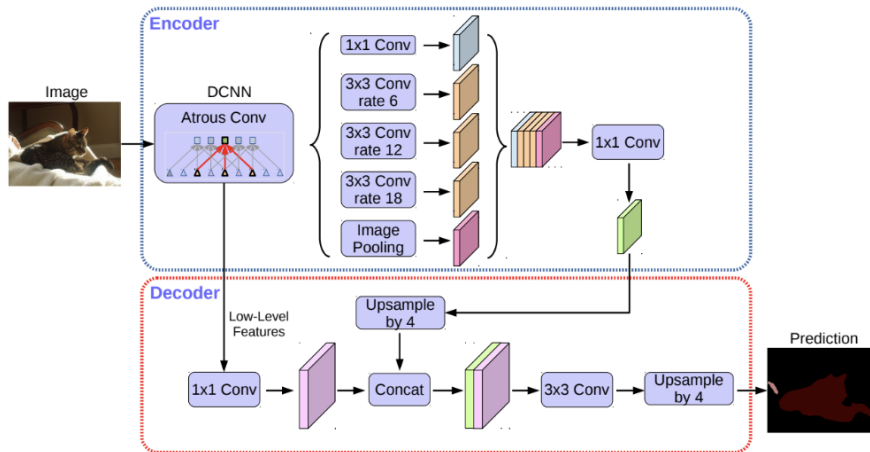 Encoder
Image
DCNN
Atrous Conv
1x1 Conv
3x3 Conv
rate 6
3x3 Conv
rate 12
3x3 Conv
rate 18
Image
Pooling
1x1 Conv
Decoder
Low-Level
Features
Upsample
by 4
1x1 Conv
Concat
3x3 Conv
Upsample
by 4
Prediction